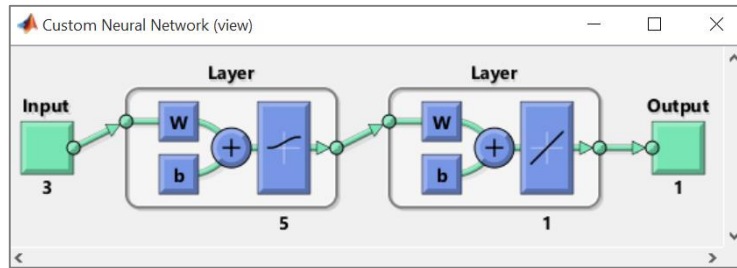 Custom Neural Network (view)
Layer Layer
Input Output
W W
+ +
b b
3 1
5 1